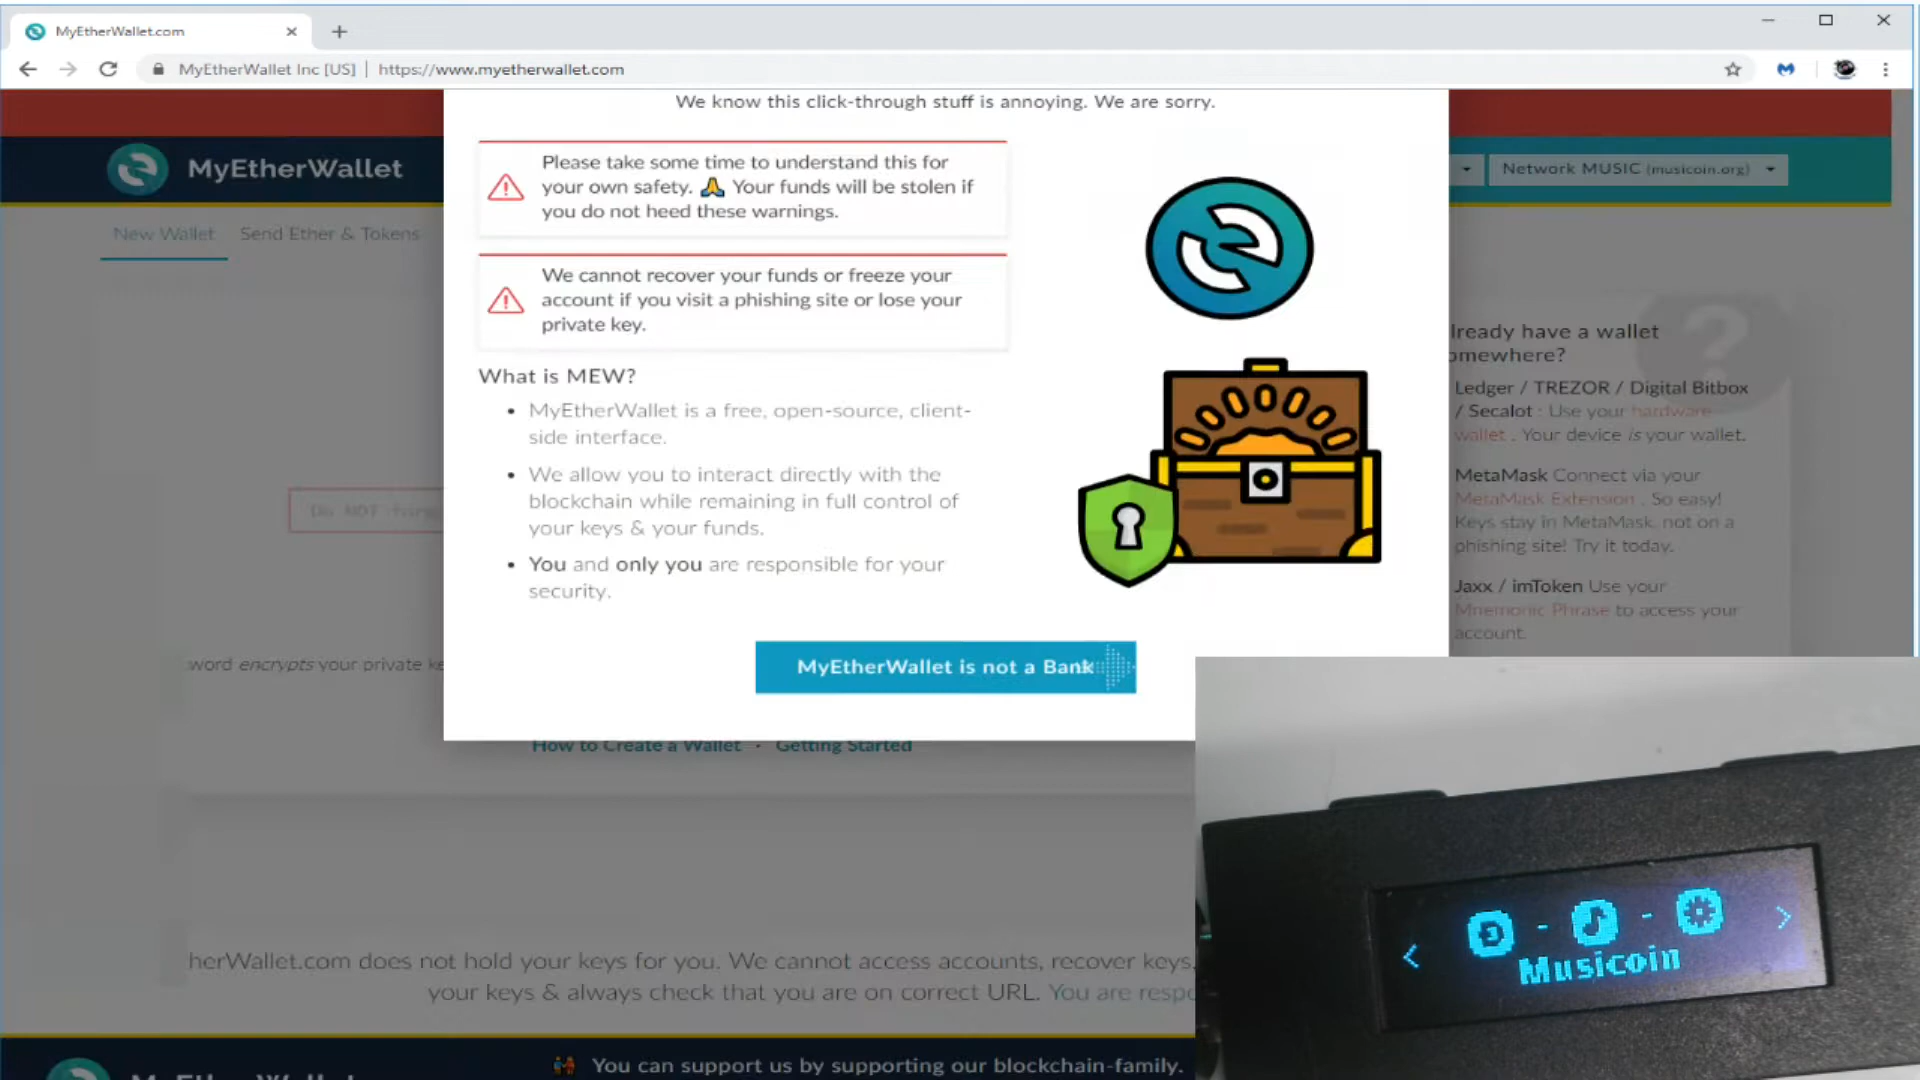 MyEtherWallet.com
MyEtherWallet Inc [US] | https://www.myetherwallet.com
We know this click-through stuff is annoying. We are sorry.
Please take some time to understand this for
your own safety. 🙏 Your funds will be stolen if
you do not heed these warnings.
We cannot recover your funds or freeze your
account if you visit a phishing site or lose your
private key.
What is MEW?
• MyEtherWallet is a free, open-source, client-
side interface.
• We allow you to interact directly with the
blockchain while remaining in full control of
your keys & your funds.
• You and only you are responsible for your
security.
MyEtherWallet is not a Bank
MyEtherWallet
Network MUSIC (musicoin.org)
New Wallet Send Ether & Tokens
lready have a wallet
omewhere?
Ledger / TREZOR / Digital Bitbox
/ Secalot : Use your hardware
wallet . Your device is your wallet.
MetaMask Connect via your
MetaMask Extension . So easy!
Keys stay in MetaMask, not on a
phishing site! Try it today.
Jaxx / imToken Use your
Mnemonic Phrase to access your
account.
Do NOT forg
word encrypts your private ke
How to Create a Wallet · Getting Started
herWallet.com does not hold your keys for you. We cannot access accounts, recover keys,
your keys & always check that you are on correct URL. You are respo
You can support us by supporting our blockchain-family.
< - - >
Musicoin